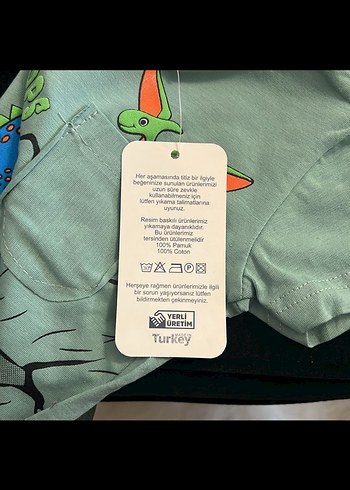 Her aşamasında titiz bir ilgiyle
beğeninize sunulan ürünlerimizi
uzun süre zevkle
kullanabilmeniz için
lütfen yıkama talimatlarına
uyunuz.
Resim baskılı ürünlerimiz
yıkamaya dayanıklıdır.
Bu ürünlerimiz
tersinden ütülenmelidir
100% Pamuk
100% Coton
Herşeye rağmen ürünlerimizle ilgili
bir sorun yaşıyorsanız lütfen
bildirmekten çekinmeyiniz.
YERLİ
ÜRETİM
MADE IN
Turkey